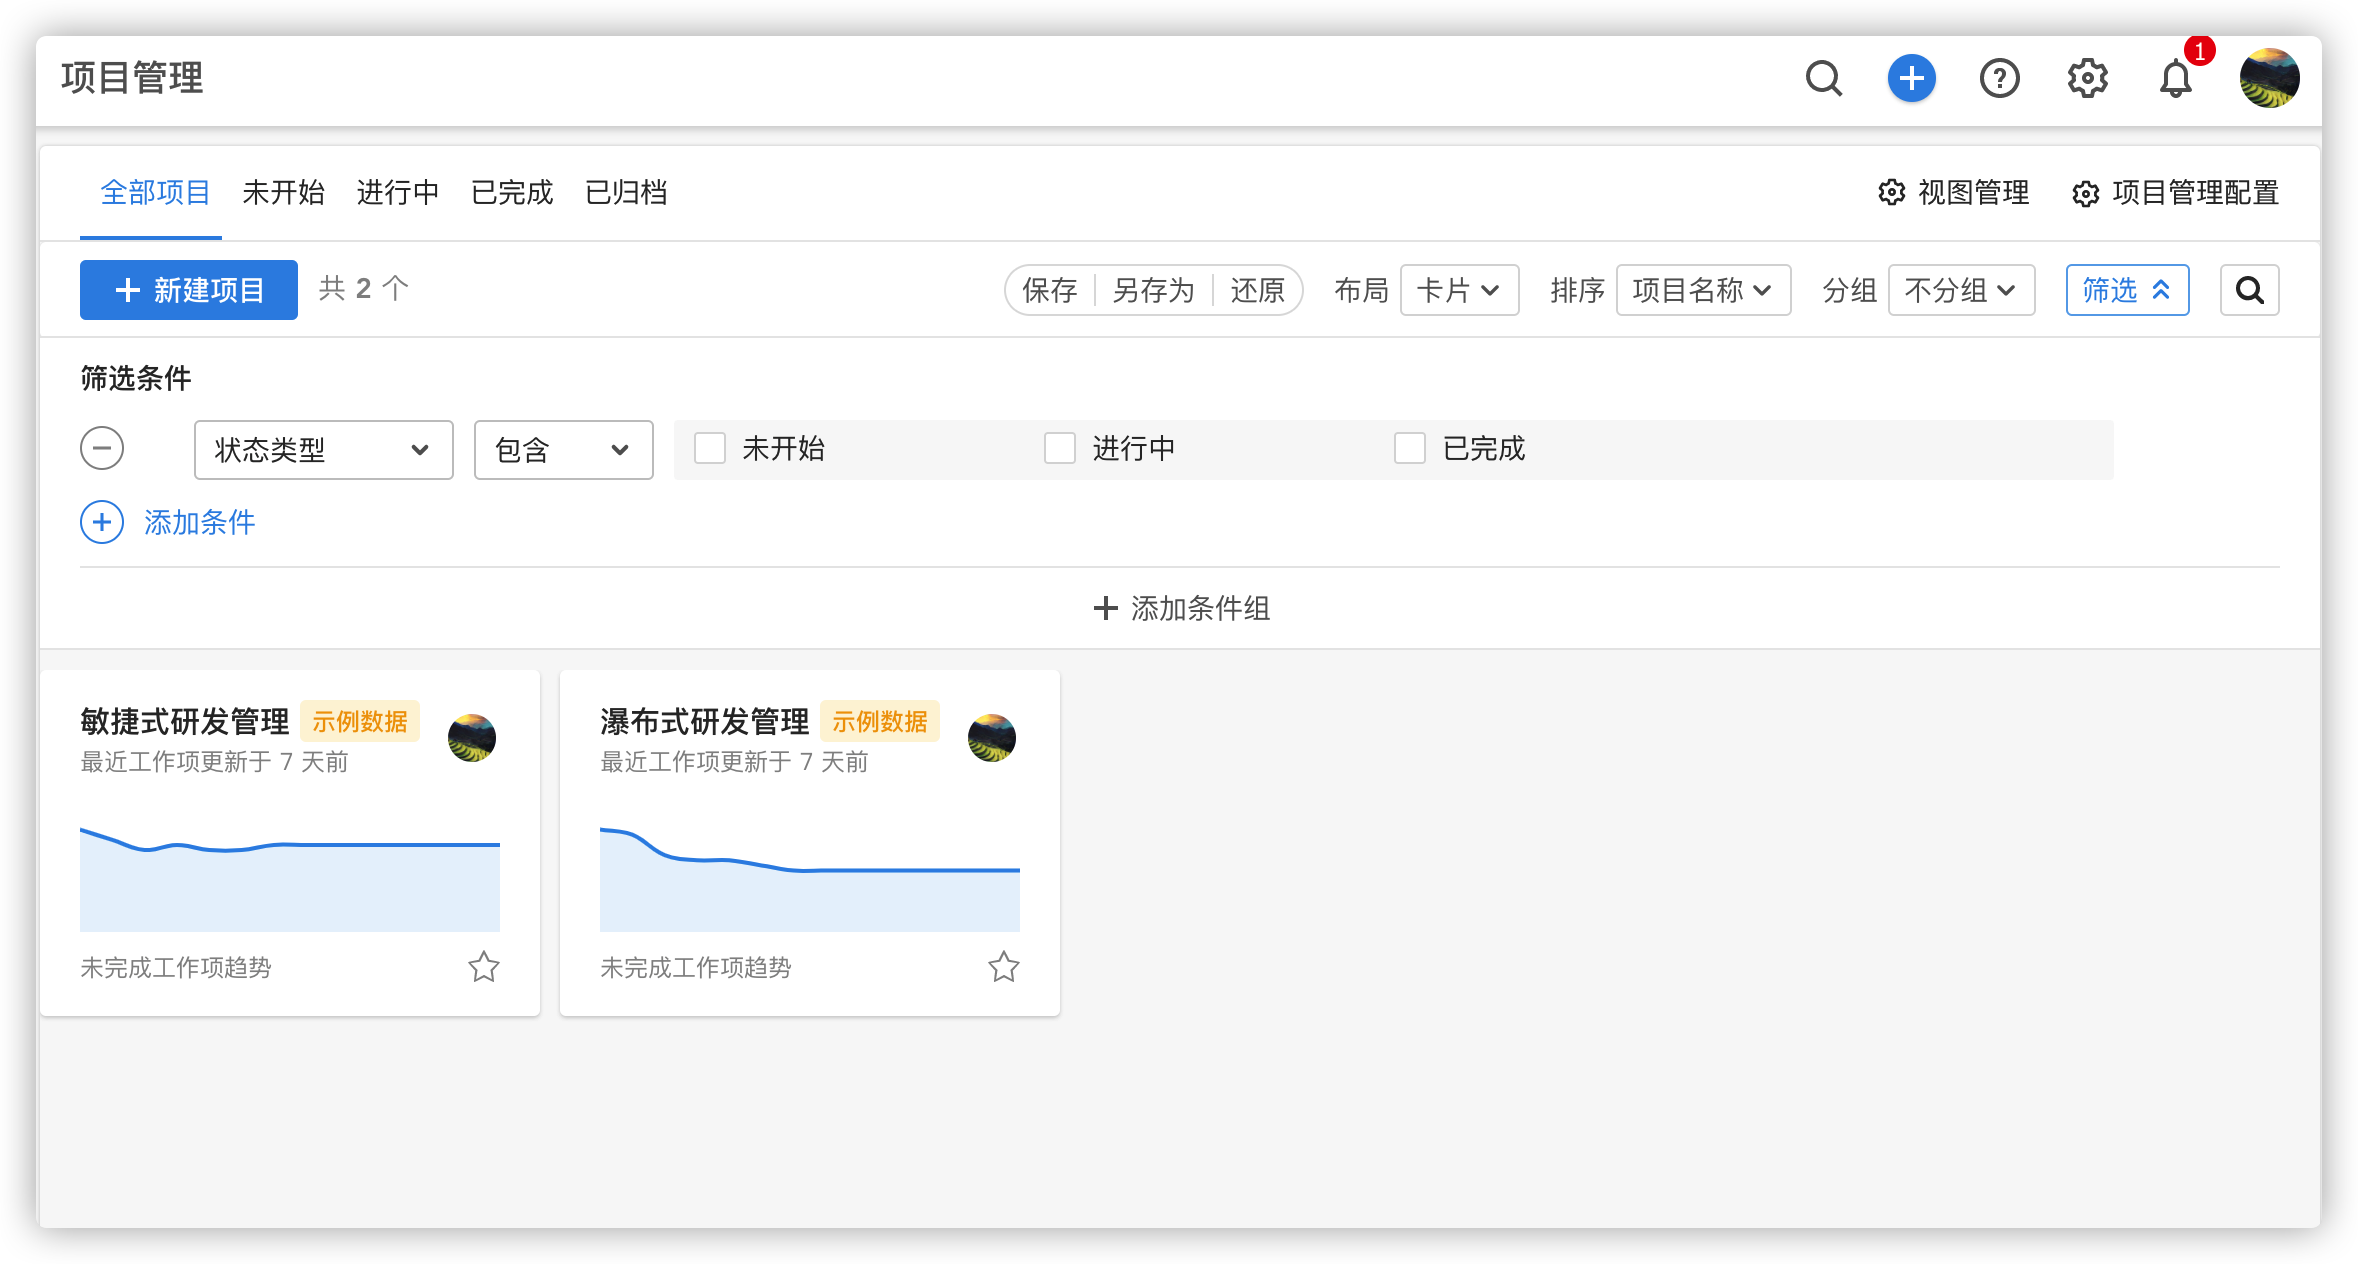 项目管理
1
全部项目 未开始 进行中 已完成 已归档 视图管理 项目管理配置
新建项目 共 2 个 保存 另存为 还原 布局 卡片 排序 项目名称 分组 不分组 筛选
筛选条件
状态类型 包含 未开始 进行中 已完成
添加条件
添加条件组
敏捷式研发管理 示例数据
最近工作项更新于 7 天前
未完成工作项趋势
瀑布式研发管理 示例数据
最近工作项更新于 7 天前
未完成工作项趋势